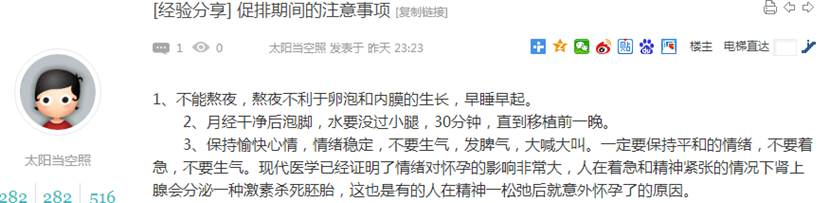 [经验分享] 促排期间的注意事项 [复制链接]
1 0 太阳当空照 发表于 昨天 23:23 贴 楼主 电梯直达
1、不能熬夜，熬夜不利于卵泡和内膜的生长，早睡早起。
2、月经干净后泡脚，水要没过小腿，30分钟，直到移植前一晚。
3、保持愉快心情，情绪稳定，不要生气，发脾气，大喊大叫。一定要保持平和的情绪，不要着
急，不要生气。现代医学已经证明了情绪对怀孕的影响非常大，人在着急和精神紧张的情况下肾上
腺会分泌一种激素杀死胚胎，这也是有的人在精神一松弛后就意外怀孕了的原因。
太阳当空照
282 282 516